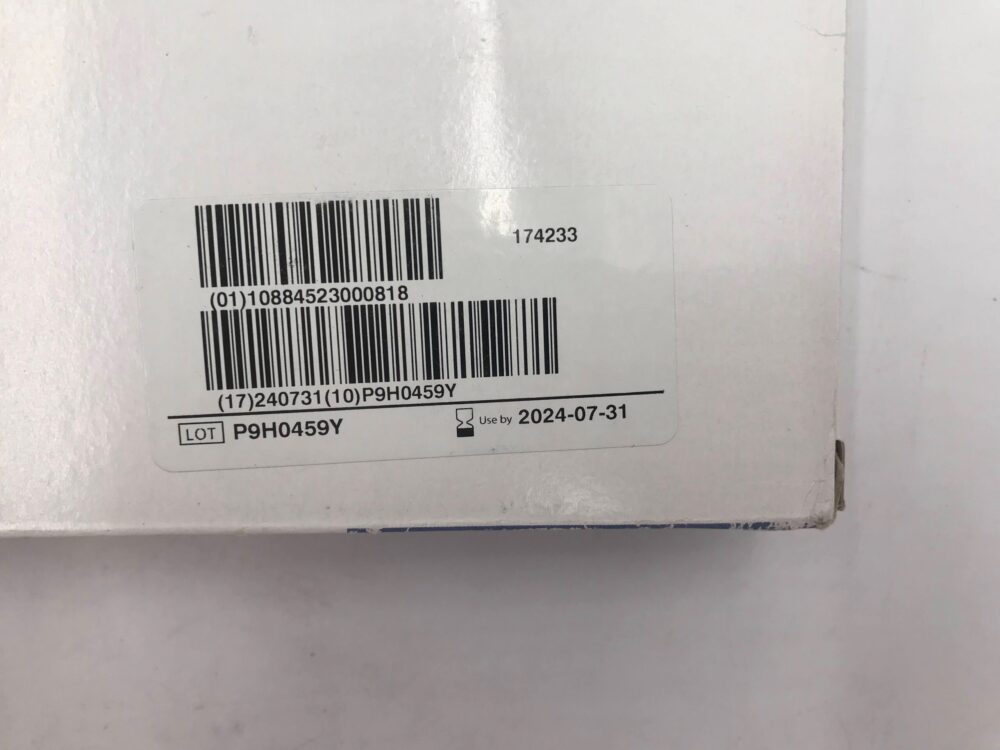 174233
(01)10884523000818
(17)240731(10)P9H0459Y
LOT P9H0459Y
Use by 2024-07-31